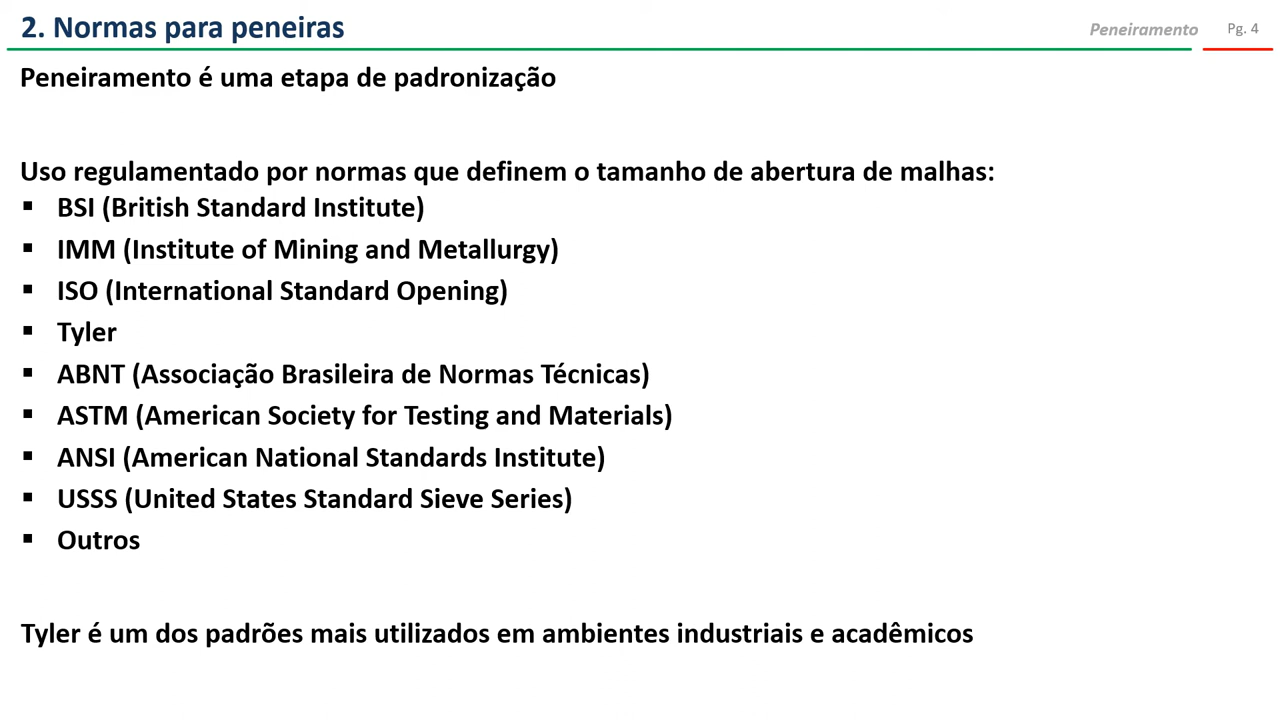 2. Normas para peneiras
Peneiramento
Pg. 4
Peneiramento é uma etapa de padronização
Uso regulamentado por normas que definem o tamanho de abertura de malhas:
▪ BSI (British Standard Institute)
▪ IMM (Institute of Mining and Metallurgy)
▪ ISO (International Standard Opening)
▪ Tyler
▪ ABNT (Associação Brasileira de Normas Técnicas)
▪ ASTM (American Society for Testing and Materials)
▪ ANSI (American National Standards Institute)
▪ USSS (United States Standard Sieve Series)
▪ Outros
Tyler é um dos padrões mais utilizados em ambientes industriais e acadêmicos